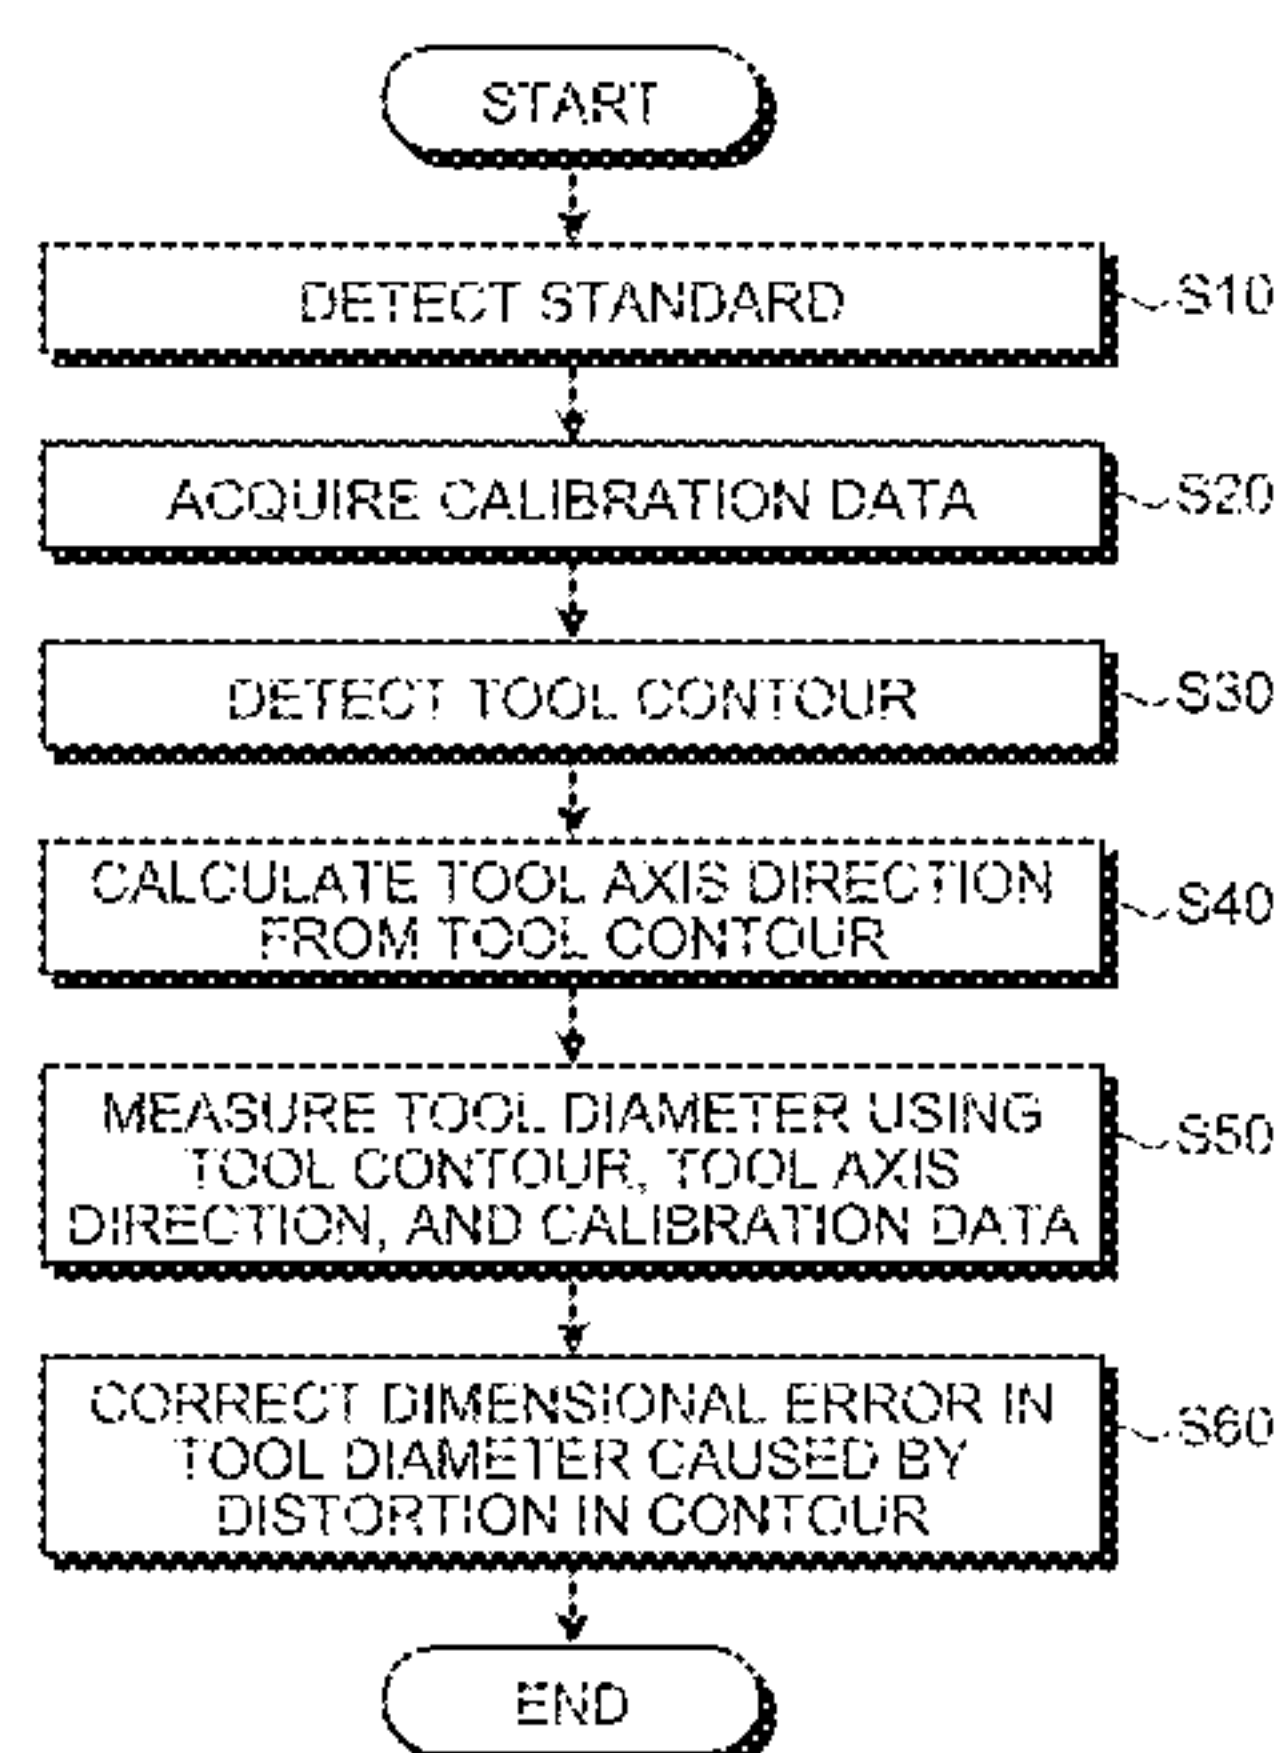 START
DETECT STANDARD
S10
ACQUIRE CALIBRATION DATA
S20
DETECT TOOL CONTOUR
S30
CALCULATE TOOL AXIS DIRECTION
FROM TOOL CONTOUR
S40
MEASURE TOOL DIAMETER USING
TOOL CONTOUR, TOOL AXIS
DIRECTION, AND CALIBRATION DATA
S50
CORRECT DIMENSIONAL ERROR IN
TOOL DIAMETER CAUSED BY
DISTORTION IN CONTOUR
S60
END